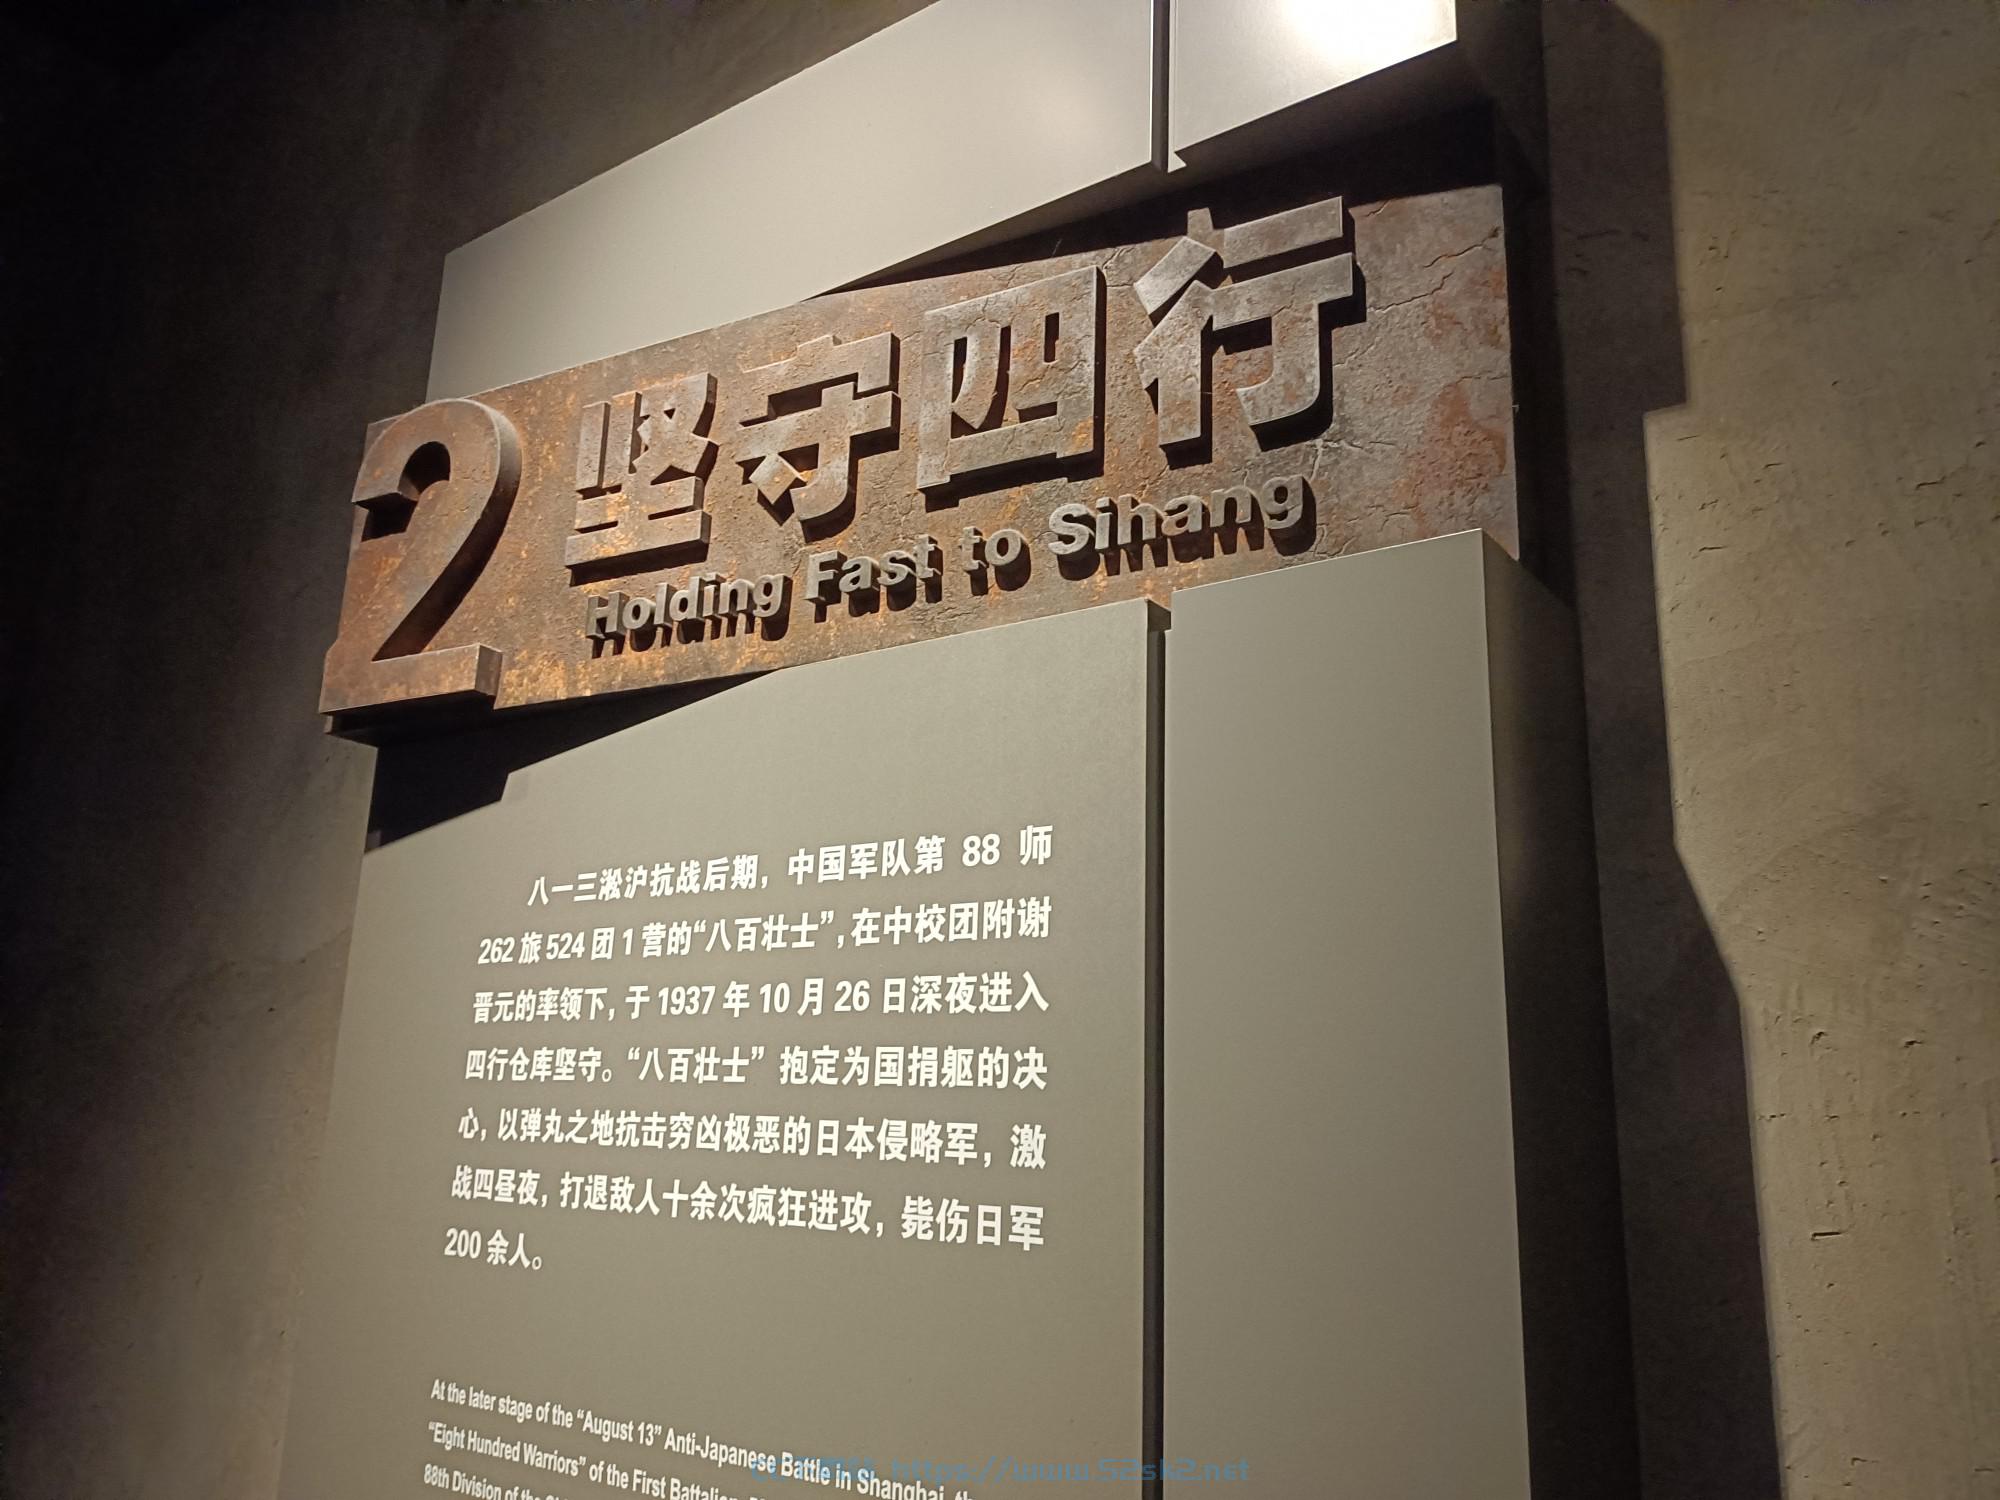 2 坚守四行
Holding Fast to Sihang
八一三淞沪抗战后期，中国军队第 88 师
262 旅 524 团 1 营的“八百壮士”，在中校团附谢
晋元的率领下，于 1937 年 10 月 26 日深夜进入
四行仓库坚守。“八百壮士”抱定为国捐躯的决
心，以弹丸之地抗击穷凶极恶的日本侵略军，激
战四昼夜，打退敌人十余次疯狂进攻，毙伤日军
200 余人。
At the later stage of the “August 13” Anti-Japanese Battle in Shanghai,
“Eight Hundred Warriors” of the First Battalion,
88th Division of the
https://www.52sk2.net